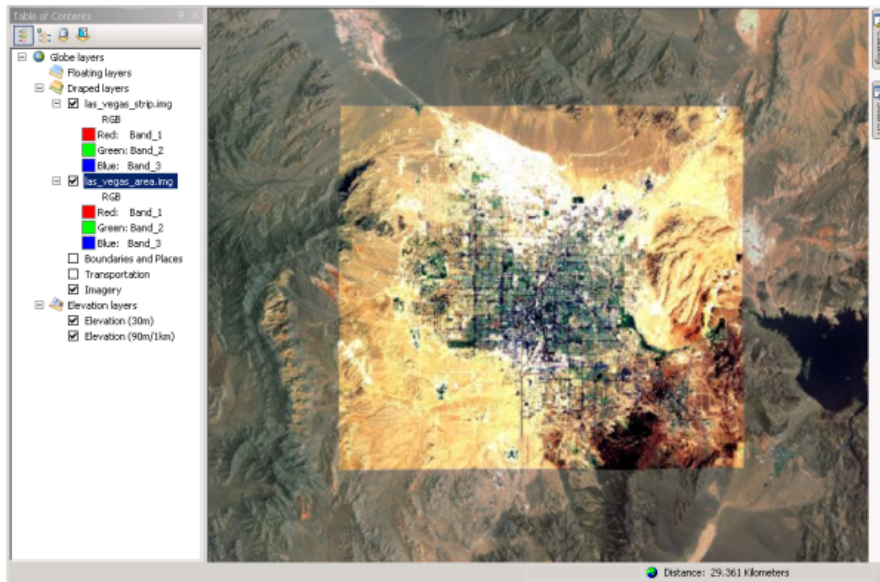 Table of Contents
Globe layers
Floating layers
Draped layers
las_vegas_strip.img
RGB
Red: Band_1
Green: Band_2
Blue: Band_3
las_vegas_area.img
RGB
Red: Band_1
Green: Band_2
Blue: Band_3
Boundaries and Places
Transportation
Imagery
Elevation layers
Elevation (30m)
Elevation (90m/1km)
Distance: 29.361 Kilometers